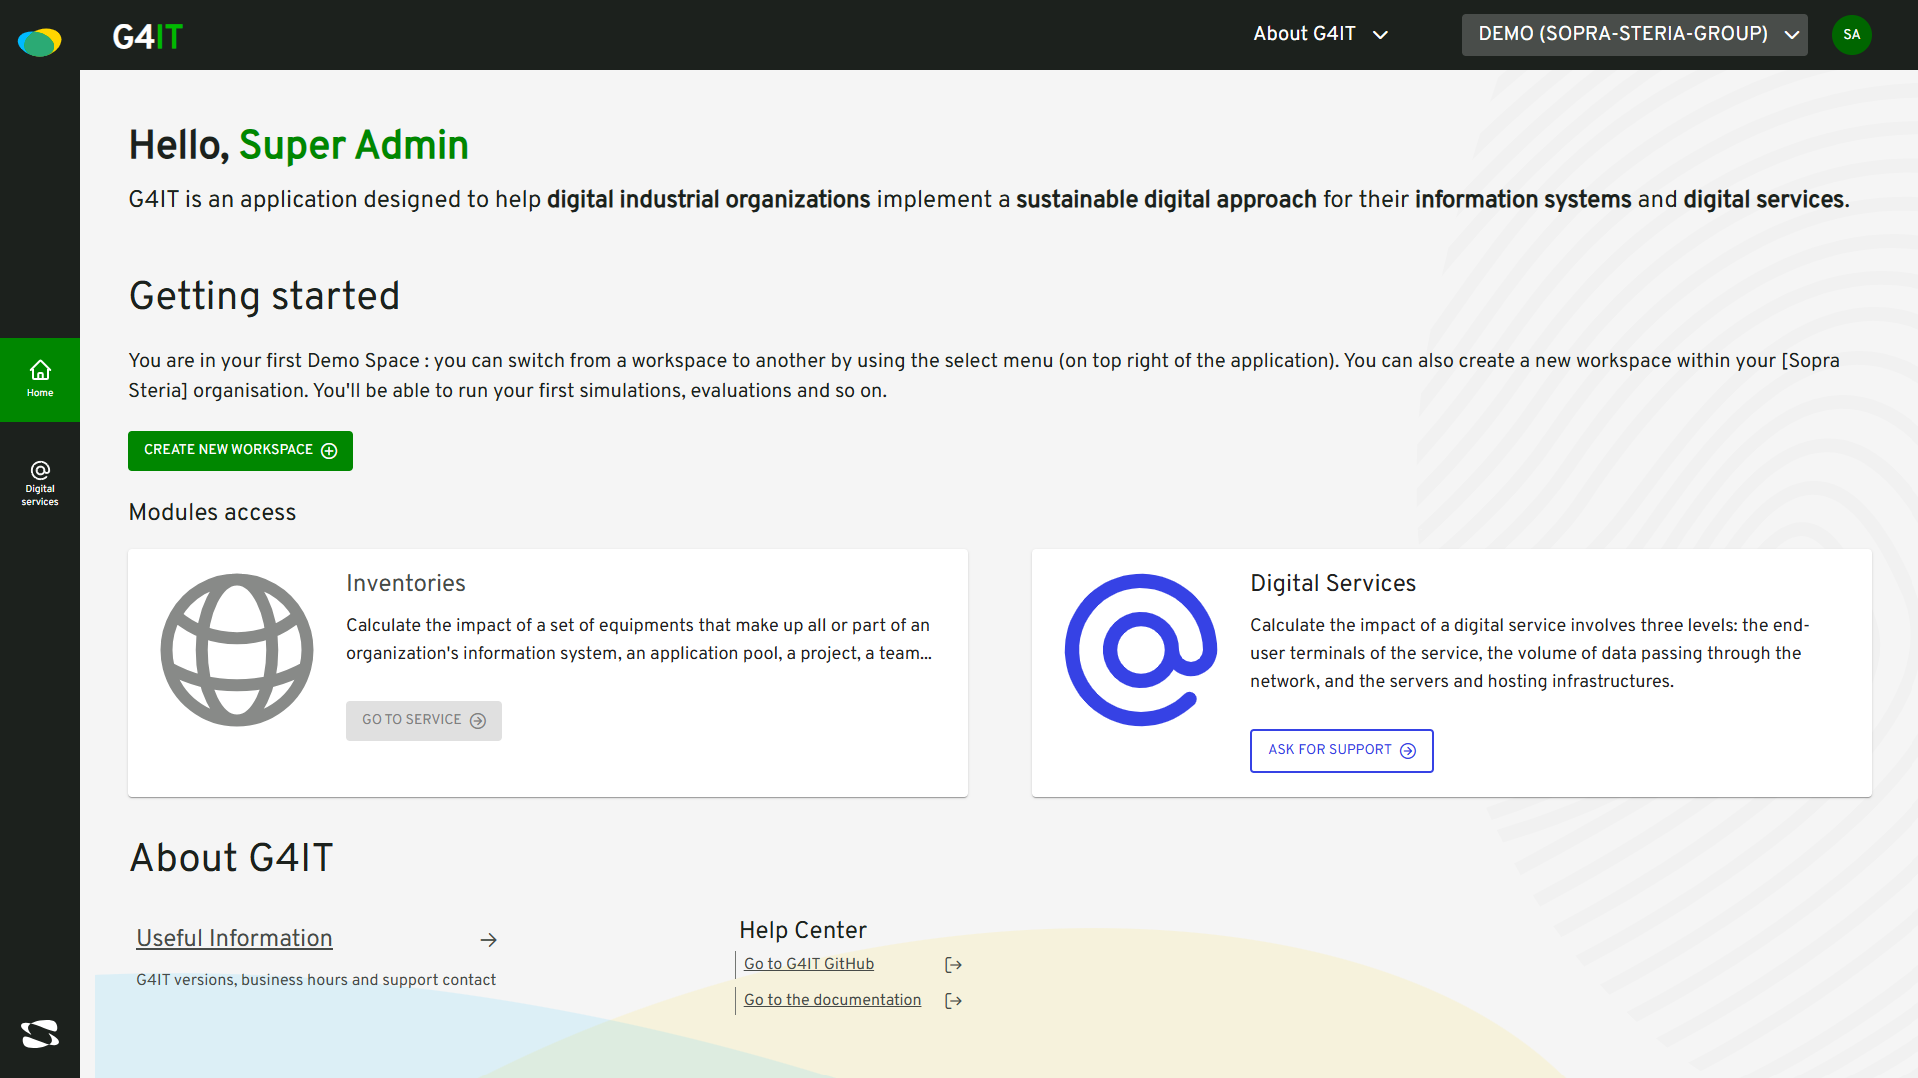 G4IT
About G4IT
DEMO (SOPRA-STERIA-GROUP)
SA
Home
Digital
services
Hello, Super Admin
G4IT is an application designed to help digital industrial organizations implement a sustainable digital approach for their information systems and digital services.
Getting started
You are in your first Demo Space : you can switch from a workspace to another by using the select menu (on top right of the application). You can also create a new workspace within your [Sopra
Steria] organisation. You'll be able to run your first simulations, evaluations and so on.
CREATE NEW WORKSPACE
Modules access
Inventories
Calculate the impact of a set of equipments that make up all or part of an
organization's information system, an application pool, a project, a team...
GO TO SERVICE
Digital Services
Calculate the impact of a digital service involves three levels: the end-
user terminals of the service, the volume of data passing through the
network, and the servers and hosting infrastructures.
ASK FOR SUPPORT
About G4IT
Useful Information
G4IT versions, business hours and support contact
Help Center
Go to G4IT GitHub
Go to the documentation